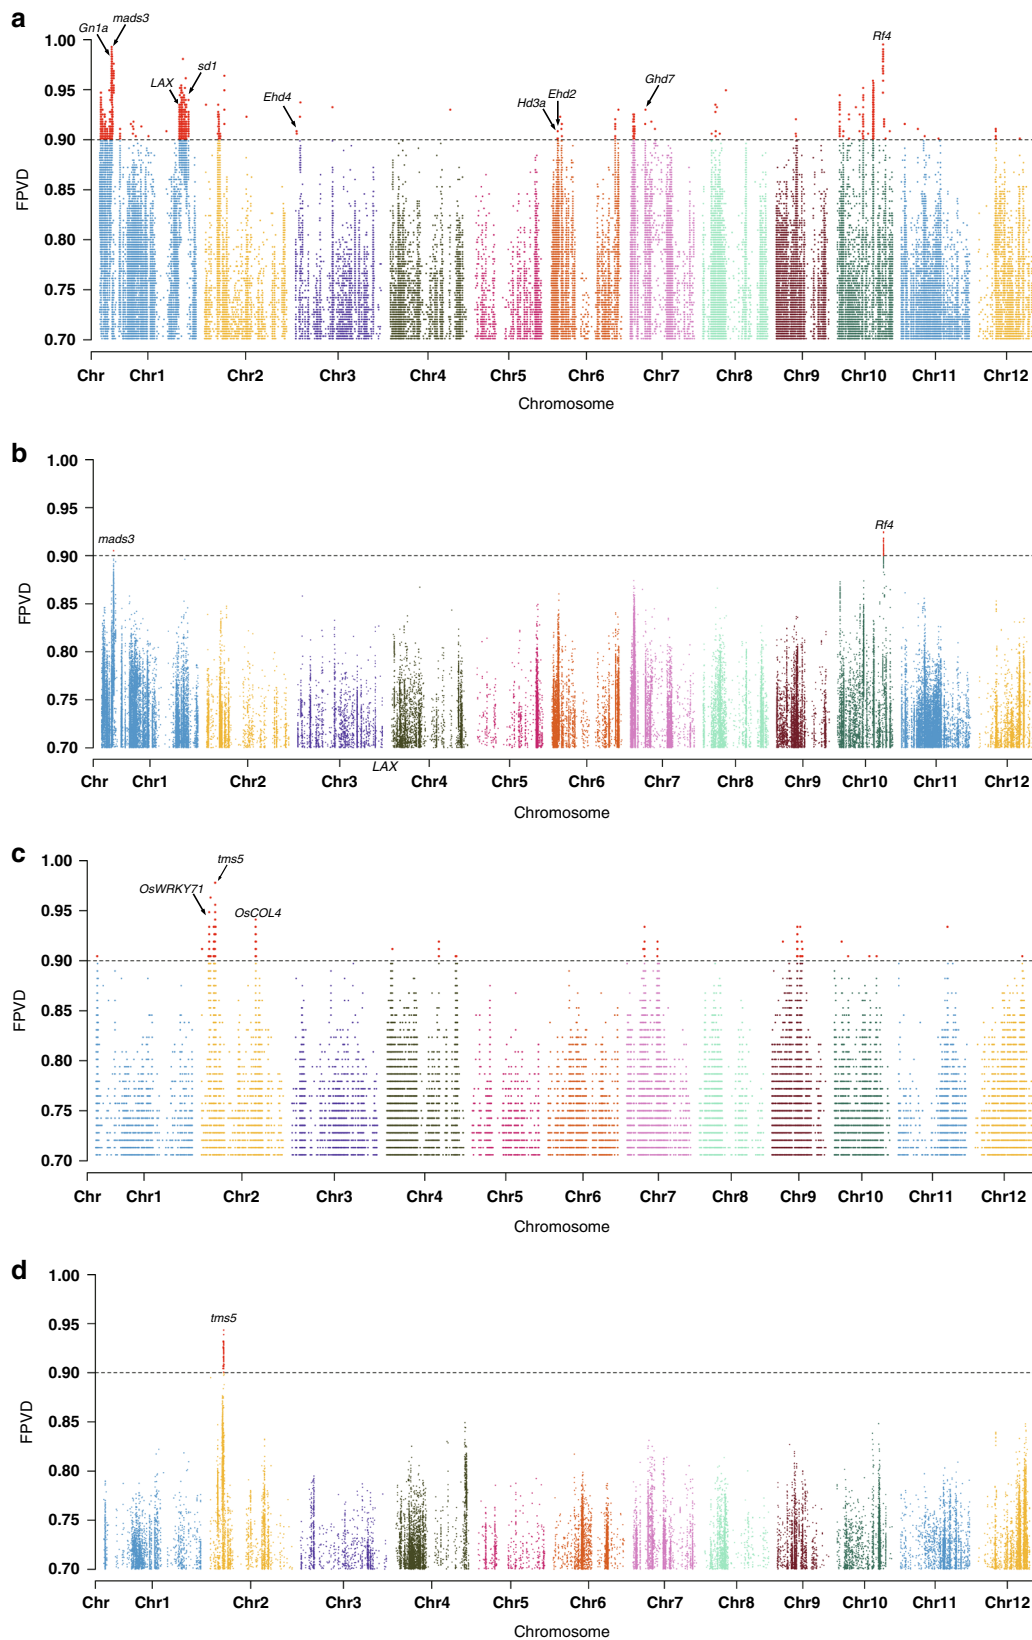 a
Gn1a
mads3
LAX
sd1
Ehd4
Hd3a
Ehd2
Ghd7
Rf4
1.00
0.95
0.90
0.85
0.80
0.75
0.70
FPVD
Chr Chr1 Chr2 Chr3 Chr4 Chr5 Chr6 Chr7 Chr8 Chr9 Chr10 Chr11 Chr12
Chromosome
b
mads3
Rf4
1.00
0.95
0.90
0.85
0.80
0.75
0.70
FPVD
LAX
Chr Chr1 Chr2 Chr3 Chr4 Chr5 Chr6 Chr7 Chr8 Chr9 Chr10 Chr11 Chr12
Chromosome
c
tms5
OsWRKY71
OsCOL4
1.00
0.95
0.90
0.85
0.80
0.75
0.70
FPVD
Chr Chr1 Chr2 Chr3 Chr4 Chr5 Chr6 Chr7 Chr8 Chr9 Chr10 Chr11 Chr12
Chromosome
d
tms5
1.00
0.95
0.90
0.85
0.80
0.75
0.70
FPVD
Chr Chr1 Chr2 Chr3 Chr4 Chr5 Chr6 Chr7 Chr8 Chr9 Chr10 Chr11 Chr12
Chromosome